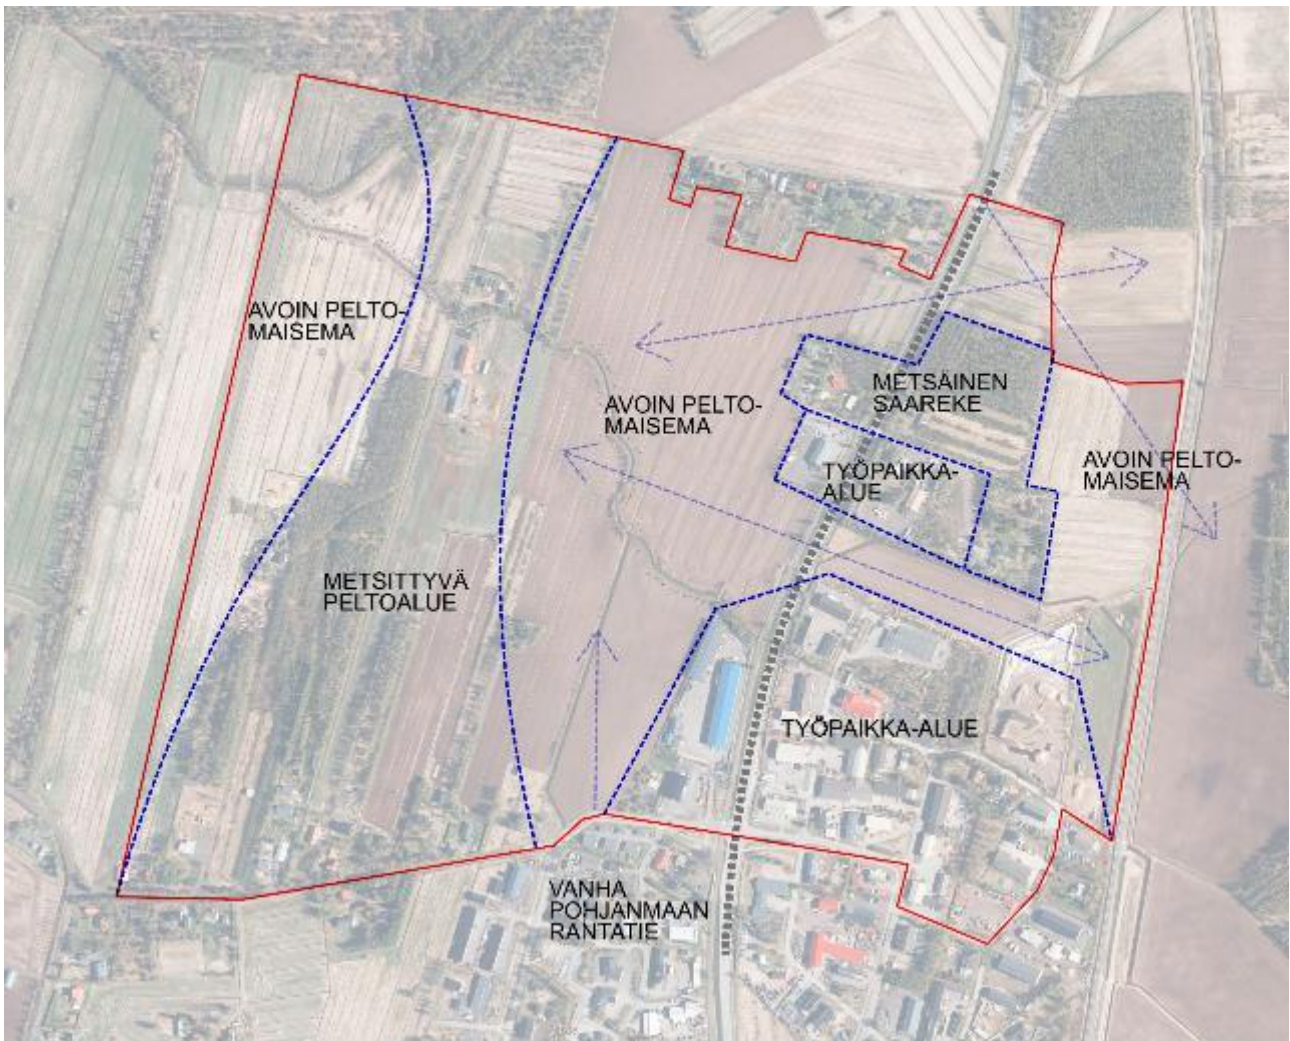 AVOIN PELTO-
MAISEMA
METSÄINEN
SAAREKE
AVOIN PELTO-
MAISEMA
TYÖPAIKKA-
ALUE
AVOIN PELTO-
MAISEMA
METSITTYVÄ
PELTOALUE
TYÖPAIKKA-ALUE
VANHA
POHJANMAAN
RANTATIE